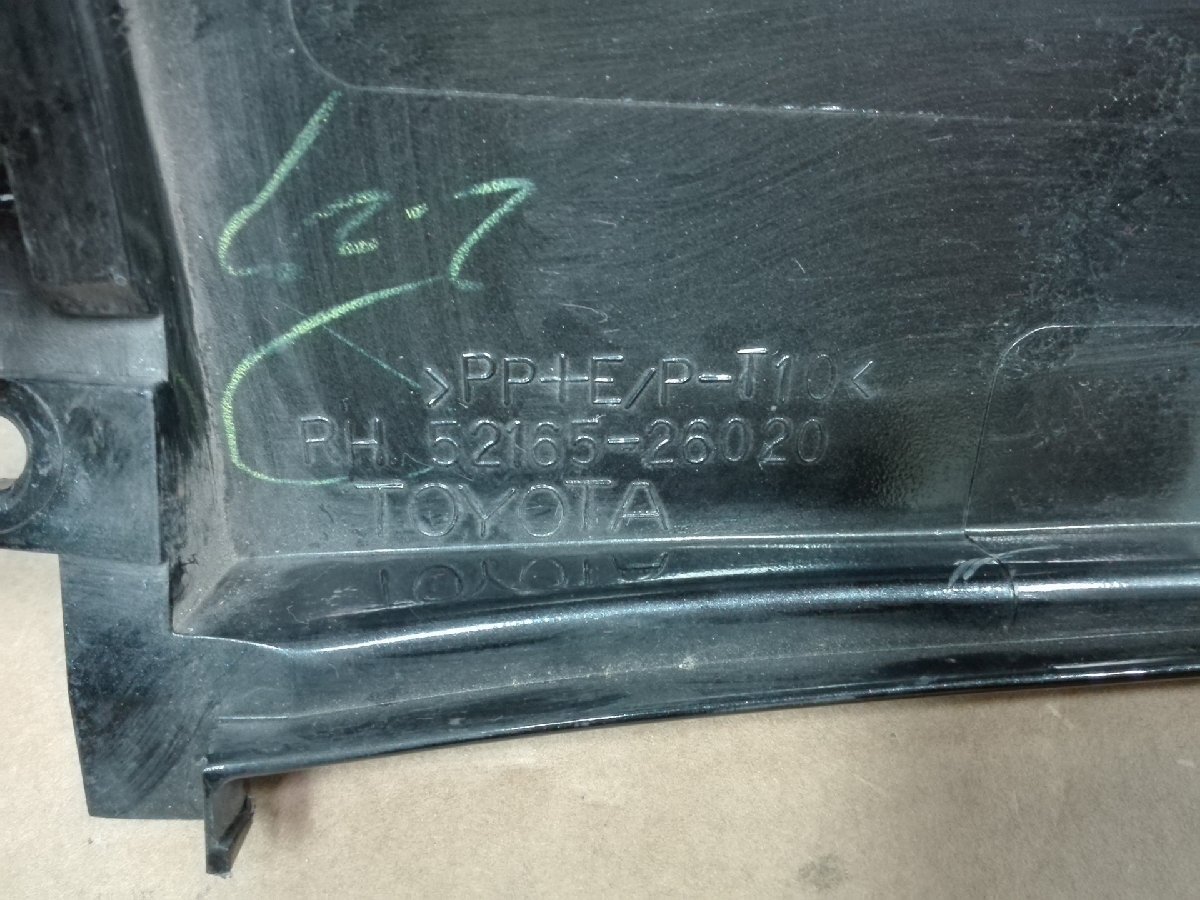 >PP+E/P-T10<
RH. 52165-26020
TOYOTA